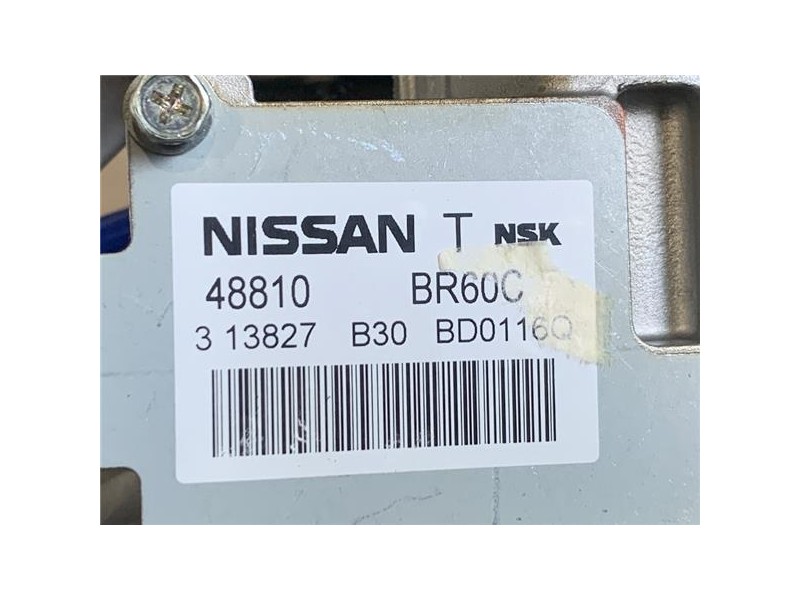 NISSAN T NSK
48810 BR60C
3 13827 B30 BD0116Q